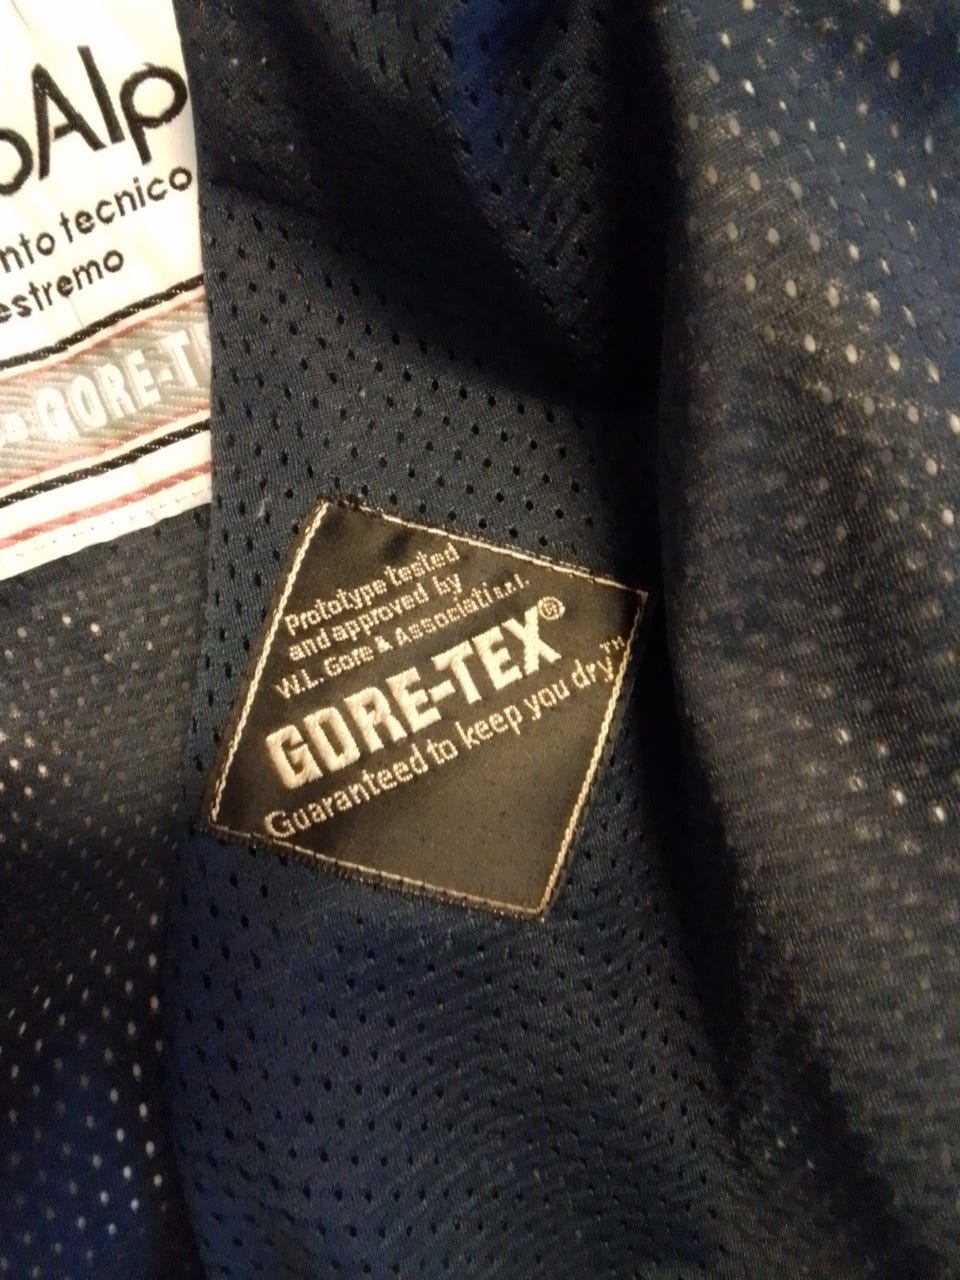 oAlp
nto tecnico
estremo
GORE-T
Prototype tested
and approved by
W.L. Gore & Associati s.r.l.
GORE-TEX®
Guaranteed to keep you dry™